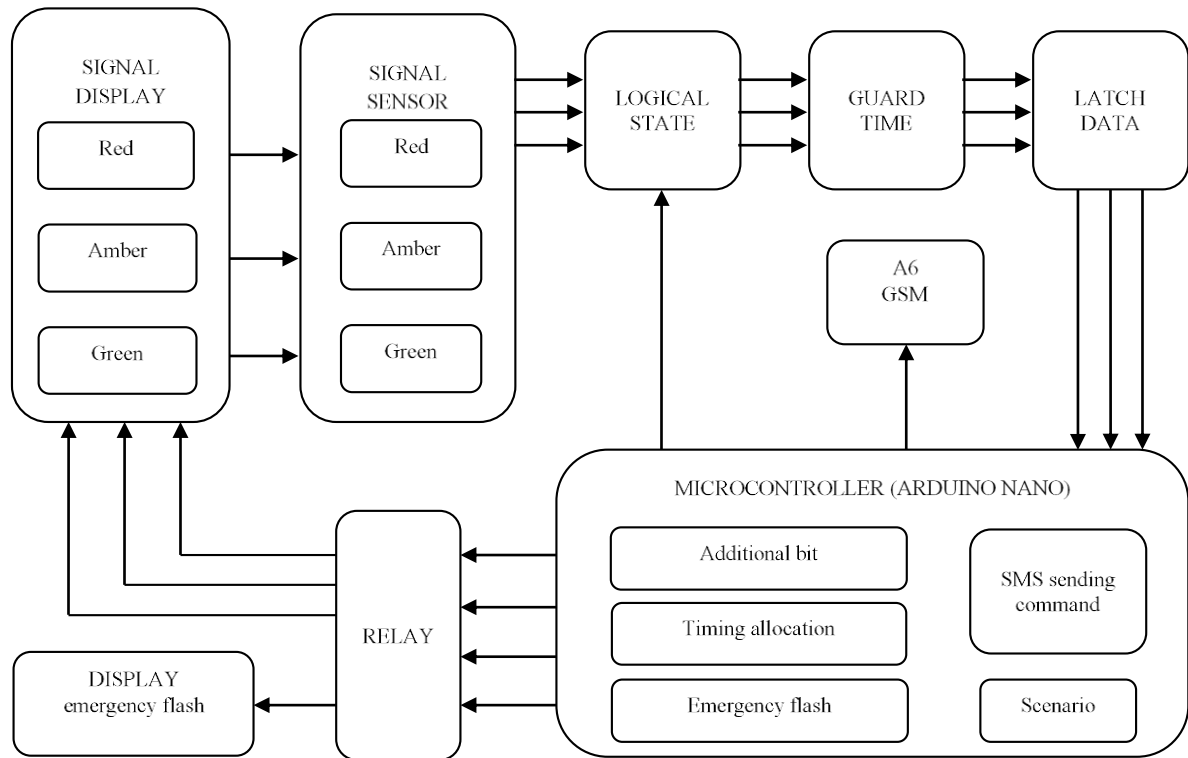 SIGNAL
DISPLAY
Red
Amber
Green
SIGNAL
SENSOR
Red
Amber
Green
LOGICAL
STATE
GUARD
TIME
LATCH
DATA
A6
GSM
MICROCONTROLLER (ARDUINO NANO)
Additional bit
Timing allocation
Emergency flash
SMS sending
command
Scenario
RELAY
DISPLAY
emergency flash